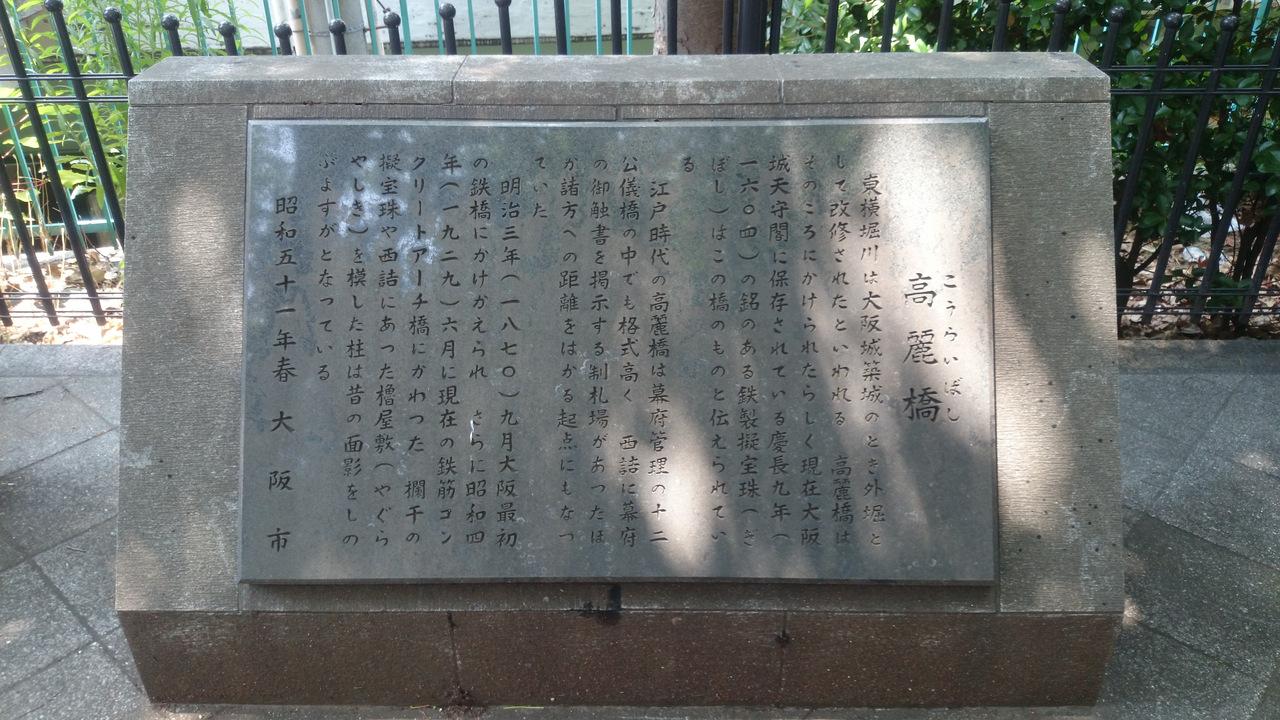 こうらいばし
高麗橋
東横堀川は大阪城築城のとき外堀と
して改修されたといわれる 高麗橋は
そのころにかけられたらしく現在大阪
城天守閣に保存されている慶長九年(
一六〇四)の銘のある鉄製擬宝珠(ぎ
ぼし)はこの橋のものと伝えられてい
る
江戸時代の高麗橋は幕府管理の十二
公儀橋の中でも格式高く 西詰に幕府
の御触書を掲示する制札場があったほ
か諸方への距離をはかる起点にもなっ
ていた
明治三年(一八七〇)九月大阪最初
の鉄橋にかけかえられ さらに昭和四
年(一九二九)六月に現在の鉄筋コン
クリートアーチ橋にかわった 欄干の
擬宝珠や西詰にあった櫓屋敷(やぐら
やしき)を模した柱は昔の面影をしの
ぶよすがとなっている
昭和五十一年春 大阪市